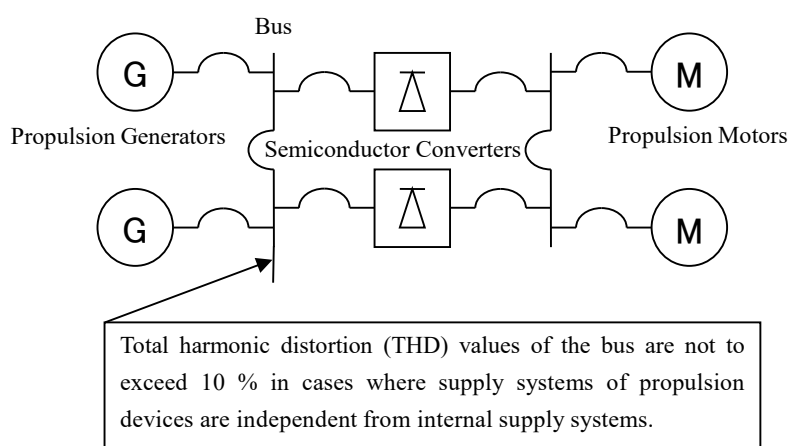 Bus
G
M
Propulsion Generators
Semiconductor Converters
Propulsion Motors
G
M
Total harmonic distortion (THD) values of the bus are not to
exceed 10 % in cases where supply systems of propulsion
devices are independent from internal supply systems.